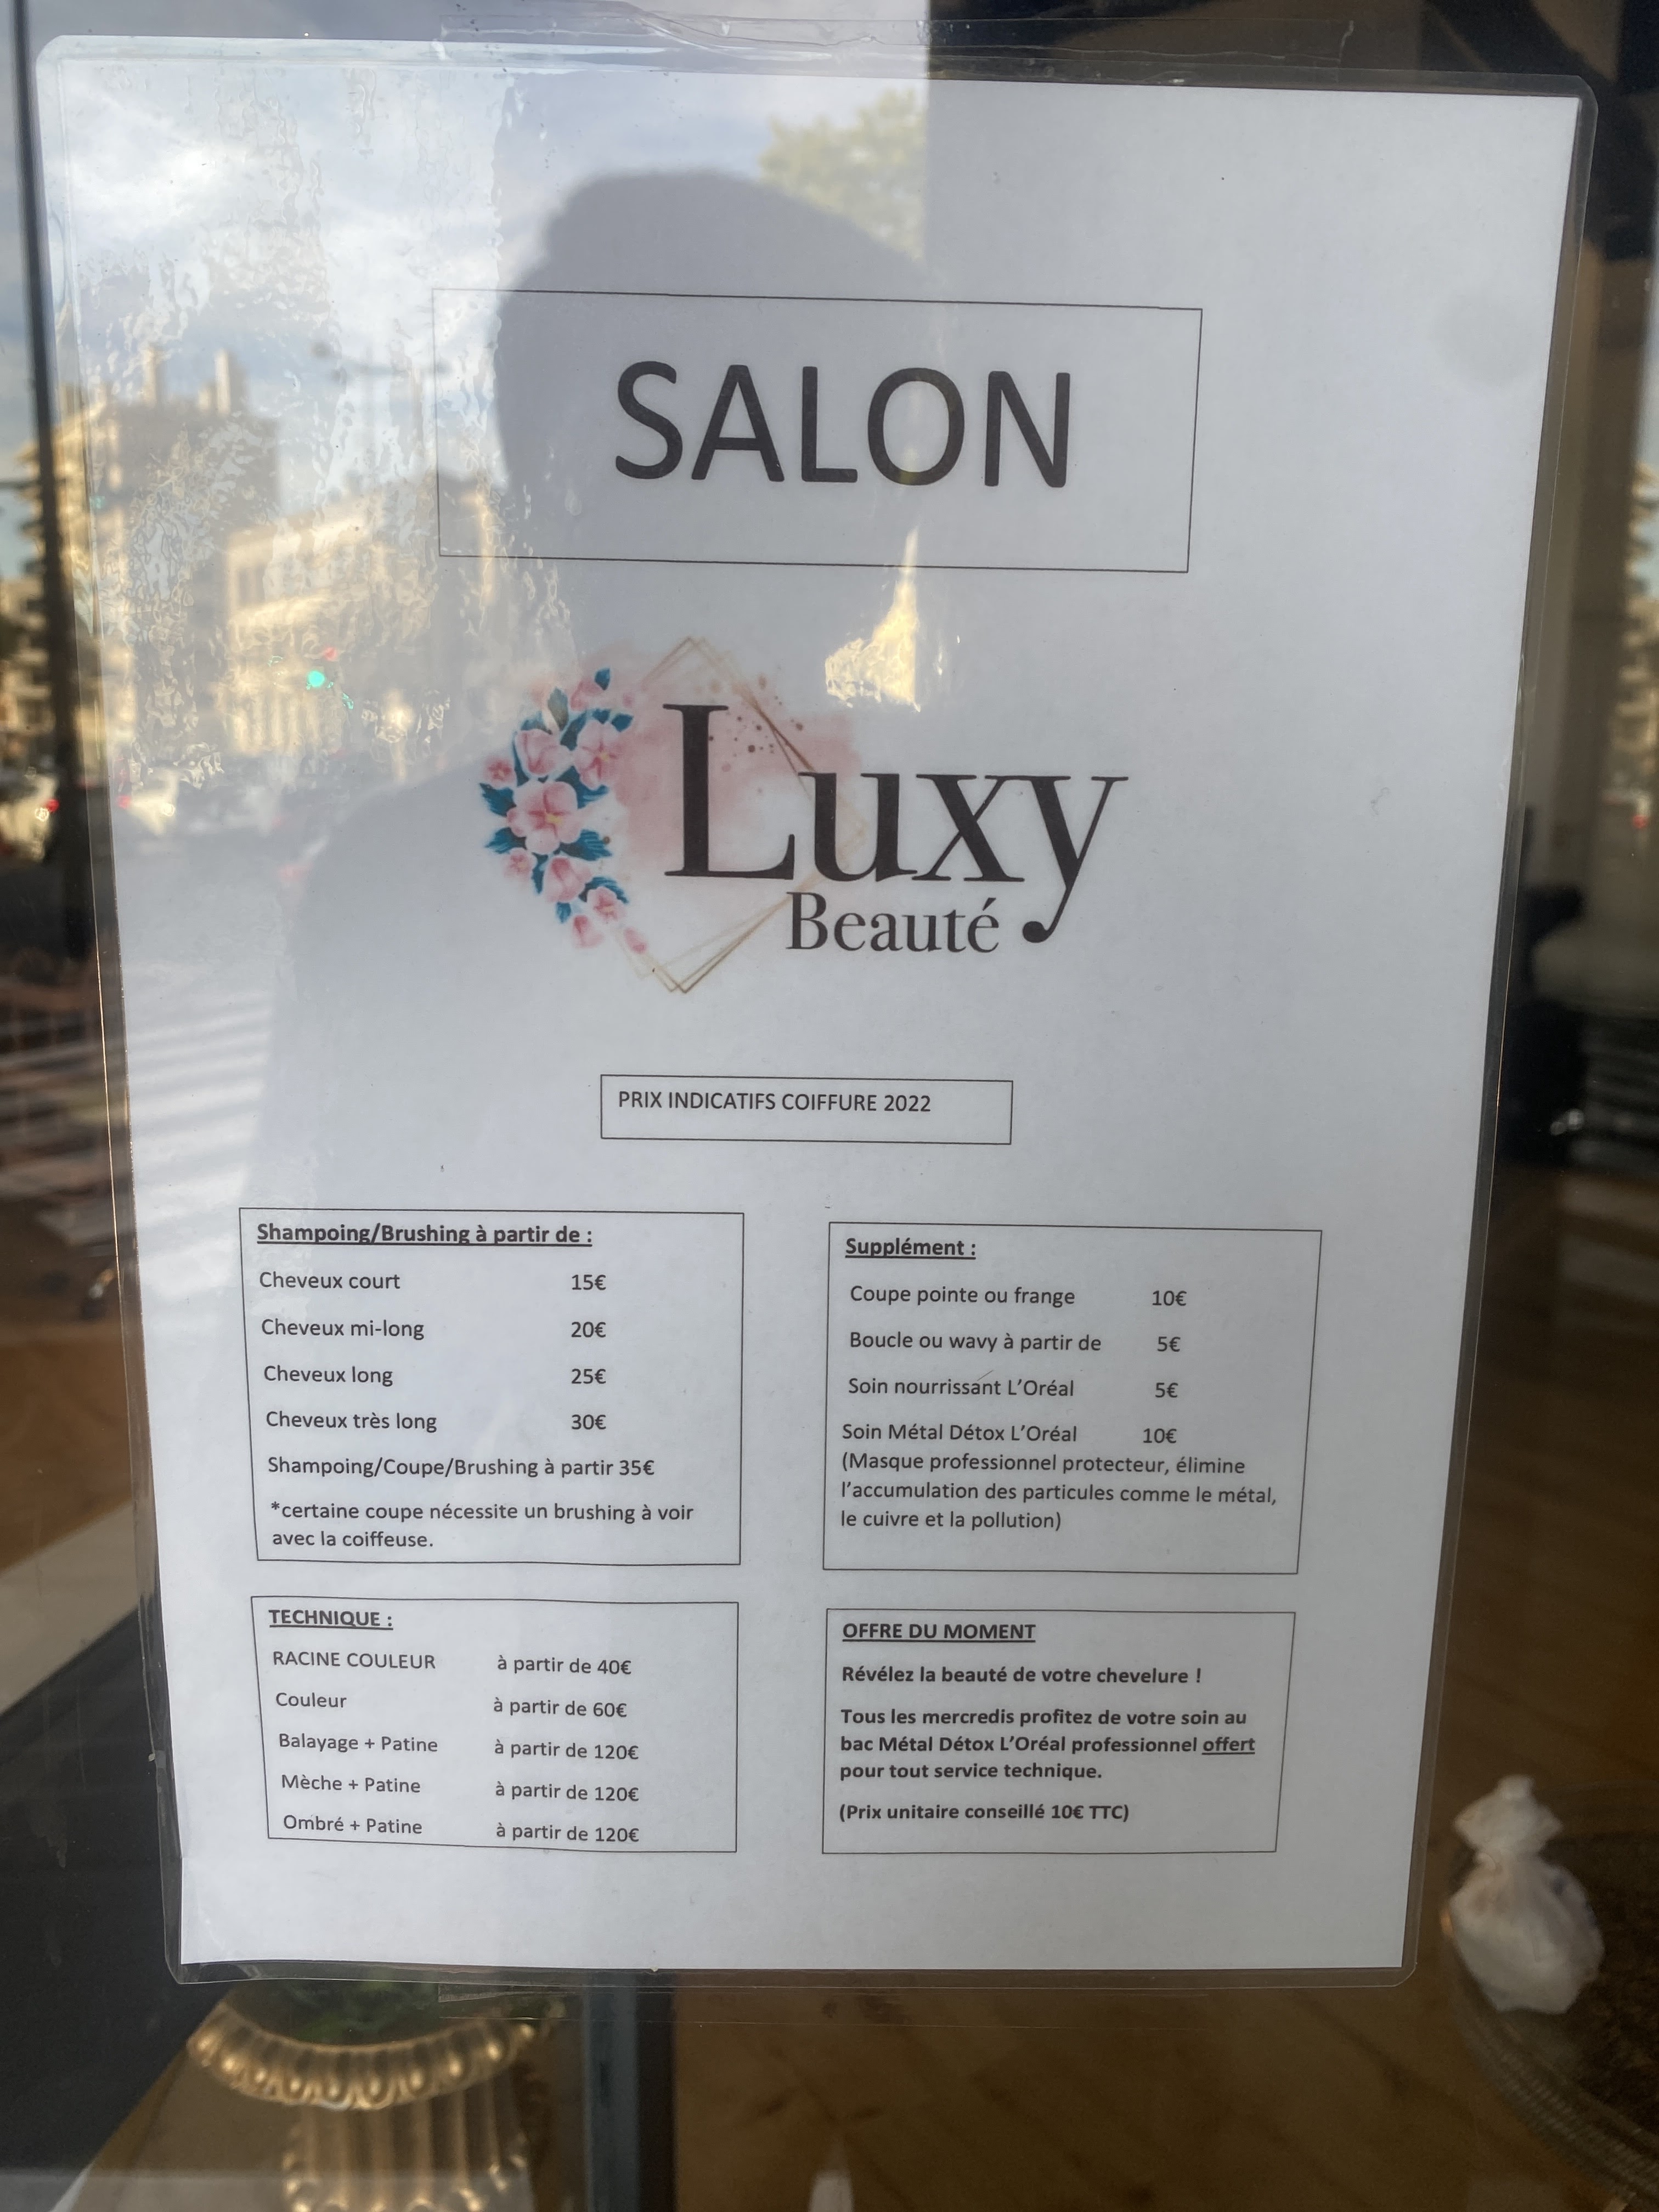 SALON
Luxy
Beauté
PRIX INDICATIFS COIFFURE 2022
Shampoing/Brushing à partir de :
Cheveux court 15€
Cheveux mi-long 20€
Cheveux long 25€
Cheveux très long 30€
Shampoing/Coupe/Brushing à partir 35€
*certaine coupe nécessite un brushing à voir
avec la coiffeuse.
Supplément :
Coupe pointe ou frange 10€
Boucle ou wavy à partir de 5€
Soin nourrissant L'Oréal 5€
Soin Métal Détox L'Oréal 10€
(Masque professionnel protecteur, élimine
l'accumulation des particules comme le métal,
le cuivre et la pollution)
TECHNIQUE :
RACINE COULEUR à partir de 40€
Couleur à partir de 60€
Balayage + Patine à partir de 120€
Mèche + Patine à partir de 120€
Ombré + Patine à partir de 120€
OFFRE DU MOMENT
Révélez la beauté de votre chevelure !
Tous les mercredis profitez de votre soin au
bac Métal Détox L'Oréal professionnel offert
pour tout service technique.
(Prix unitaire conseillé 10€ TTC)